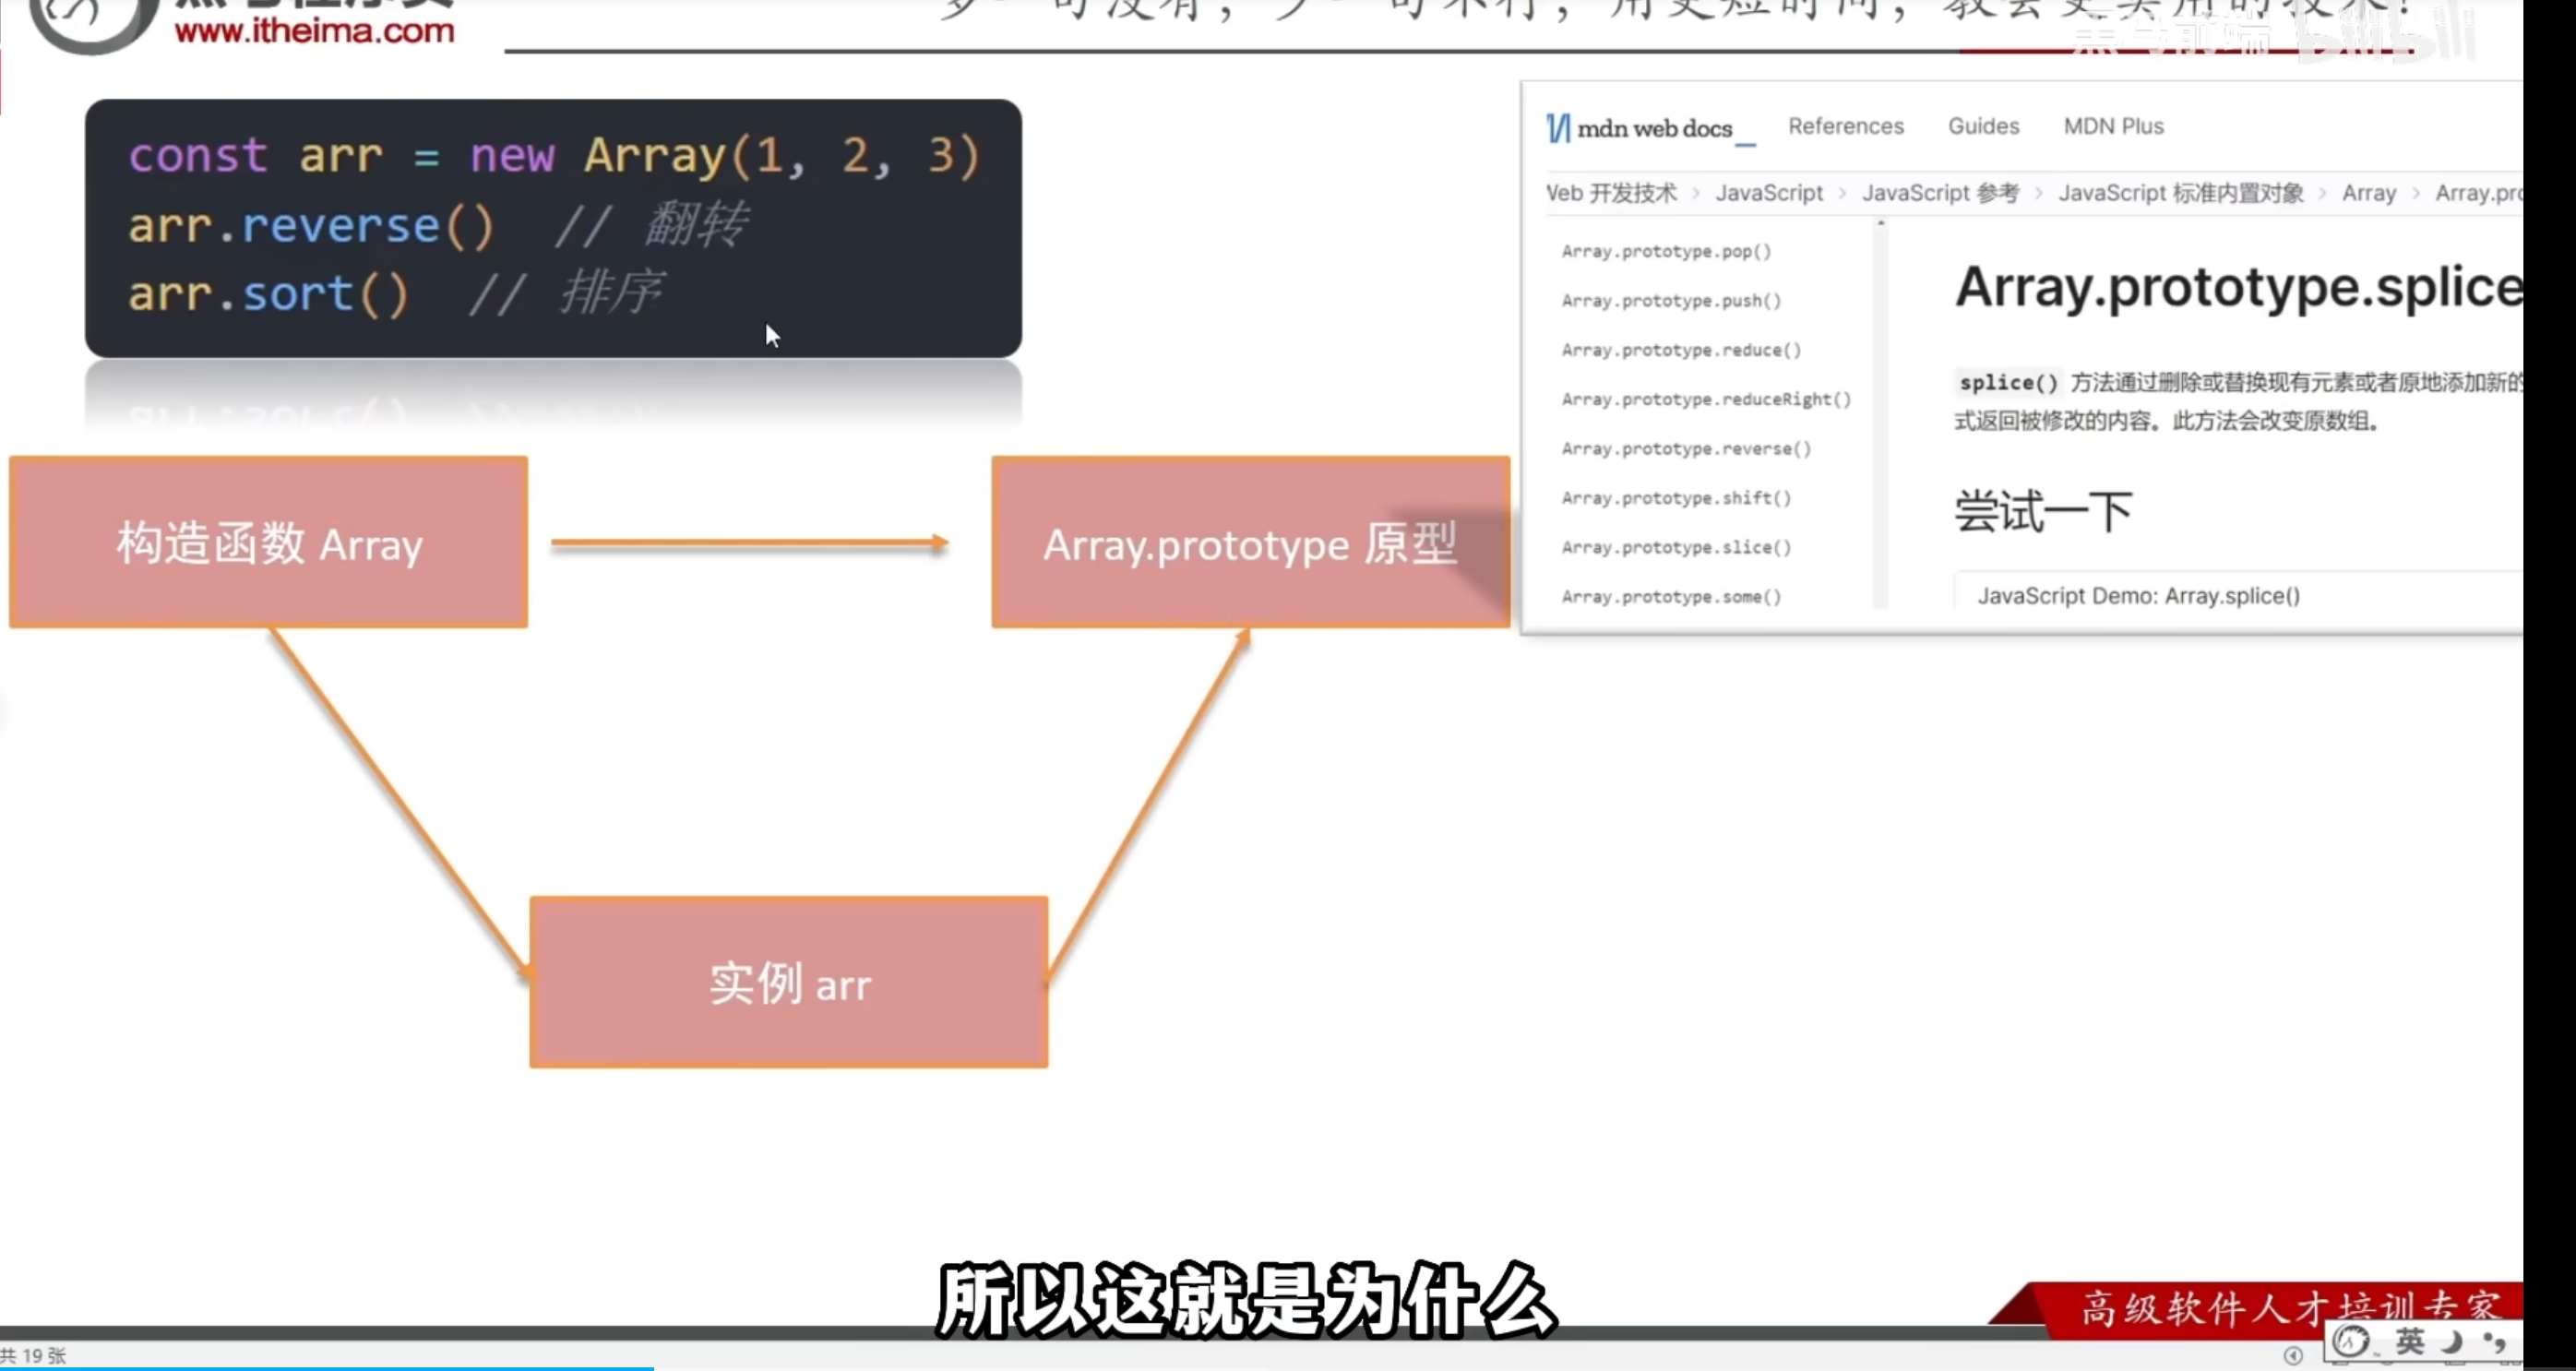 www.itheima.com
const arr = new Array(1, 2, 3)
arr.reverse() // 翻转
arr.sort() // 排序
mdn web docs_ References Guides MDN Plus
Web 开发技术 > JavaScript > JavaScript 参考 > JavaScript 标准内置对象 > Array >
Array.prototype.pop()
Array.prototype.push()
Array.prototype.reduce()
Array.prototype.reduceRight()
Array.prototype.reverse()
Array.prototype.shift()
Array.prototype.slice()
Array.prototype.some()
Array.prototype.splice
splice() 方法通过删除或替换现有元素或者原地添加新的
式返回被修改的内容。此方法会改变原数组。
尝试一下
JavaScript Demo: Array.splice()
构造函数 Array
Array.prototype 原型
实例 arr
所以这就是为什么
高级软件人才培训专家
共 19 张
英